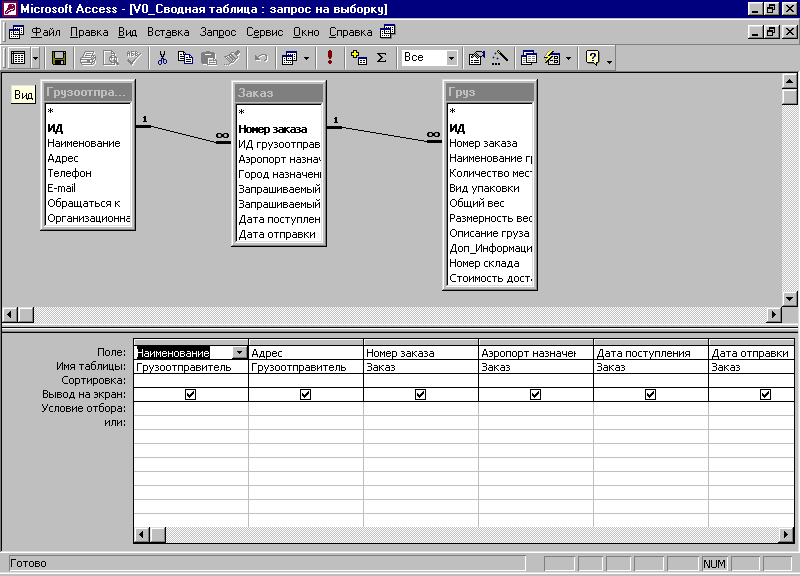 Microsoft Access - [V0_Сводная таблица : запрос на выборку]
Файл Правка Вид Вставка Запрос Сервис Окно Справка
Все
Вид
Грузоотпра...
*
ИД
Наименование
Адрес
Телефон
E-mail
Обращаться к
Организационна
1
∞
Заказ
*
Номер заказа
ИД грузоотправ
Аэропорт назнач
Город назначени
Запрашиваемый
Запрашиваемый
Дата поступлен
Дата отправки
1
∞
Груз
*
ИД
Номер заказа
Наименование гр
Количество мест
Вид упаковки
Общий вес
Размерность вес
Описание груза
Доп_Информаци
Номер склада
Стоимость дост
Поле: Наименование Адрес Номер заказа Аэропорт назначен Дата поступления Дата отправки
Имя таблицы: Грузоотправитель Грузоотправитель Заказ Заказ Заказ Заказ
Сортировка:
Вывод на экран:
Условие отбора:
или:
Готово NUM